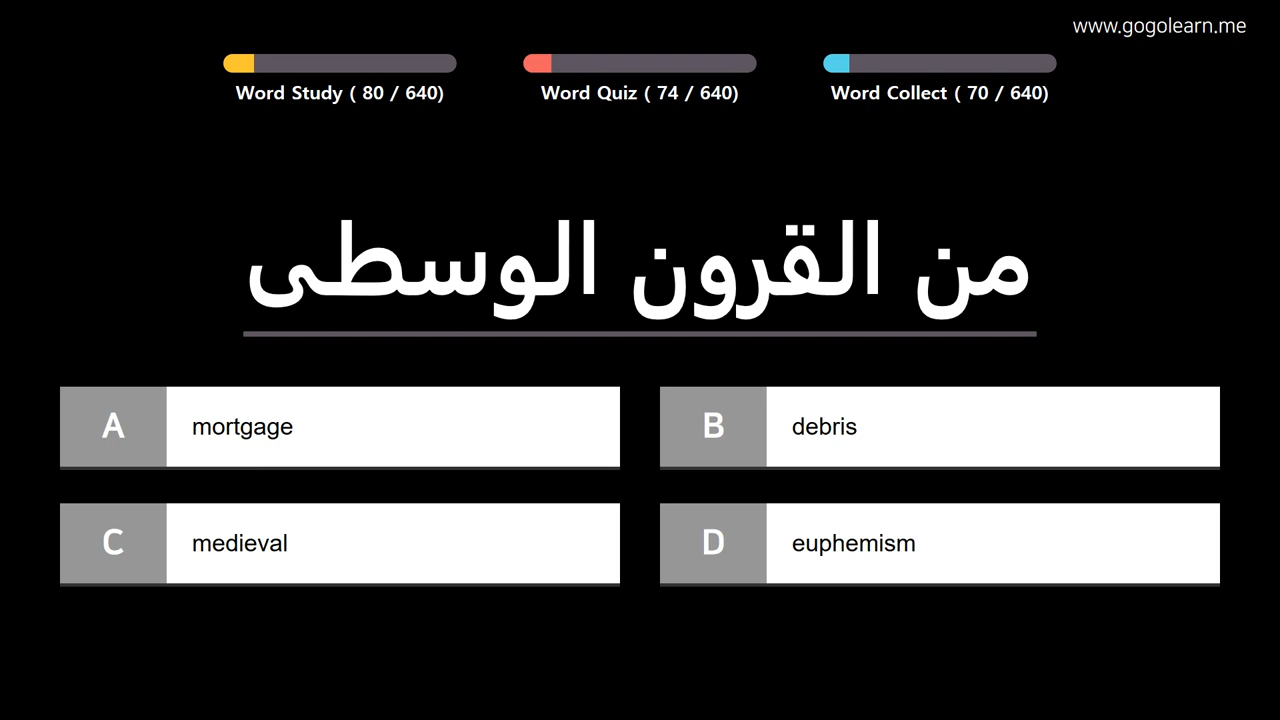 www.gogolearn.me
Word Study ( 80 / 640)
Word Quiz ( 74 / 640)
Word Collect ( 70 / 640)
من القرون الوسطى
A mortgage
B debris
C medieval
D euphemism